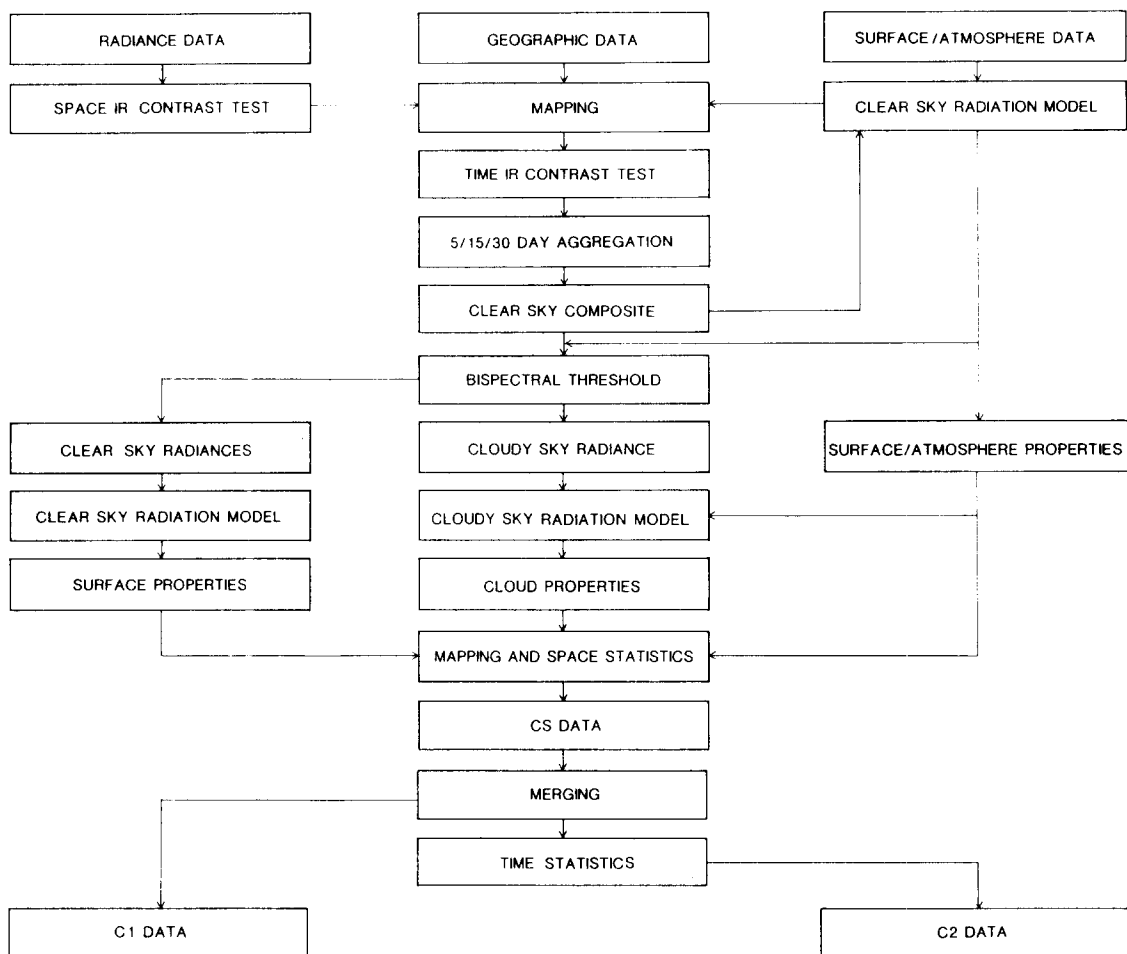 RADIANCE DATA
GEOGRAPHIC DATA
SURFACE/ATMOSPHERE DATA
SPACE IR CONTRAST TEST
MAPPING
CLEAR SKY RADIATION MODEL
TIME IR CONTRAST TEST
5/15/30 DAY AGGREGATION
CLEAR SKY COMPOSITE
BISPECTRAL THRESHOLD
CLEAR SKY RADIANCES
CLOUDY SKY RADIANCE
SURFACE/ATMOSPHERE PROPERTIES
CLEAR SKY RADIATION MODEL
CLOUDY SKY RADIATION MODEL
SURFACE PROPERTIES
CLOUD PROPERTIES
MAPPING AND SPACE STATISTICS
CS DATA
MERGING
TIME STATISTICS
C1 DATA
C2 DATA